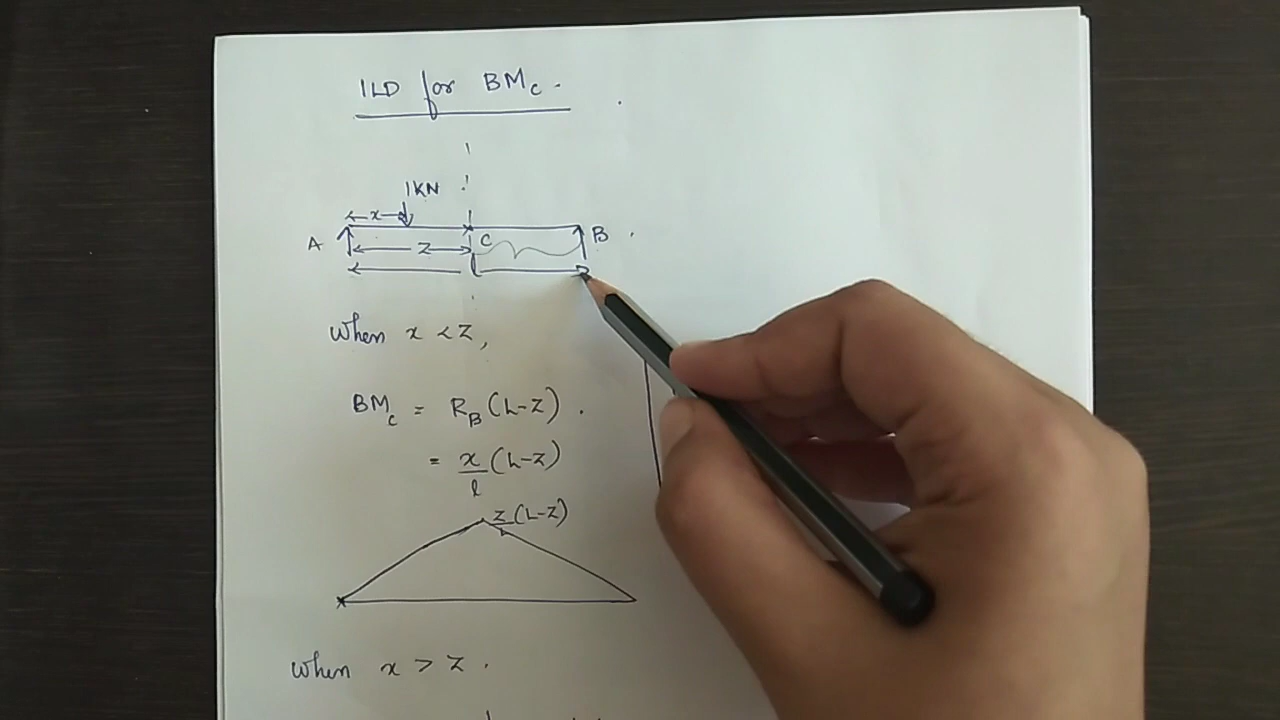 ILD for BMc.
1KN
x
A z C B
l
When x < z,
BMc = RB (L-z).
= x/l (L-z)
z/L (L-z)
When x > z.